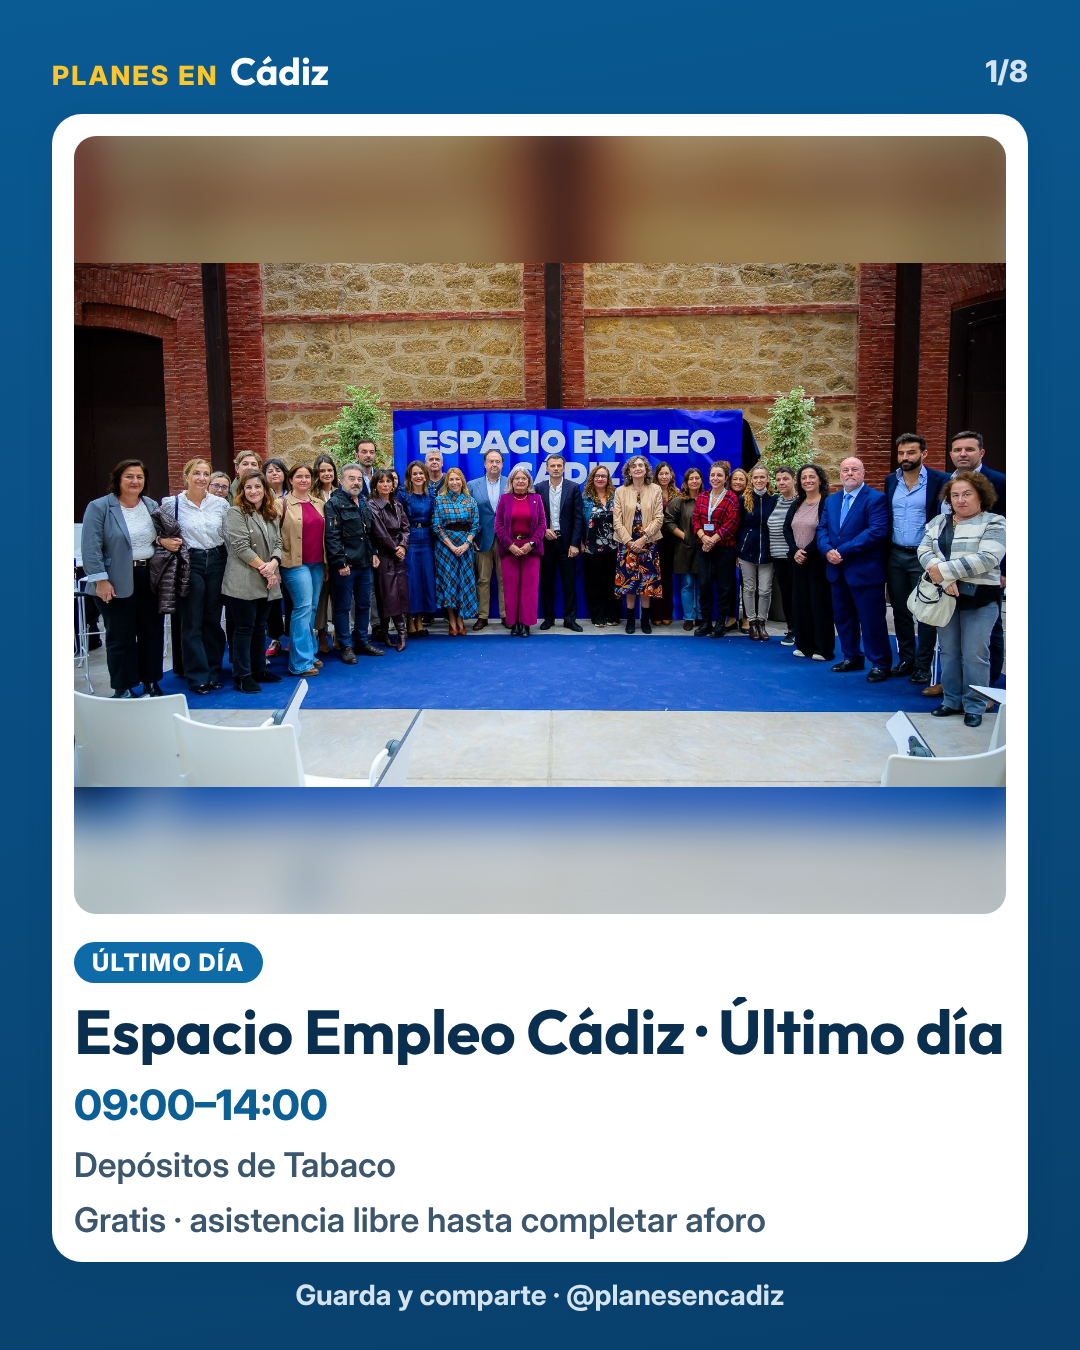 PLANES EN Cádiz
1/8
ESPACIO EMPLEO
CÁDIZ
ÚLTIMO DÍA
Espacio Empleo Cádiz · Último día
09:00–14:00
Depósitos de Tabaco
Gratis · asistencia libre hasta completar aforo
Guarda y comparte · @planesencadiz